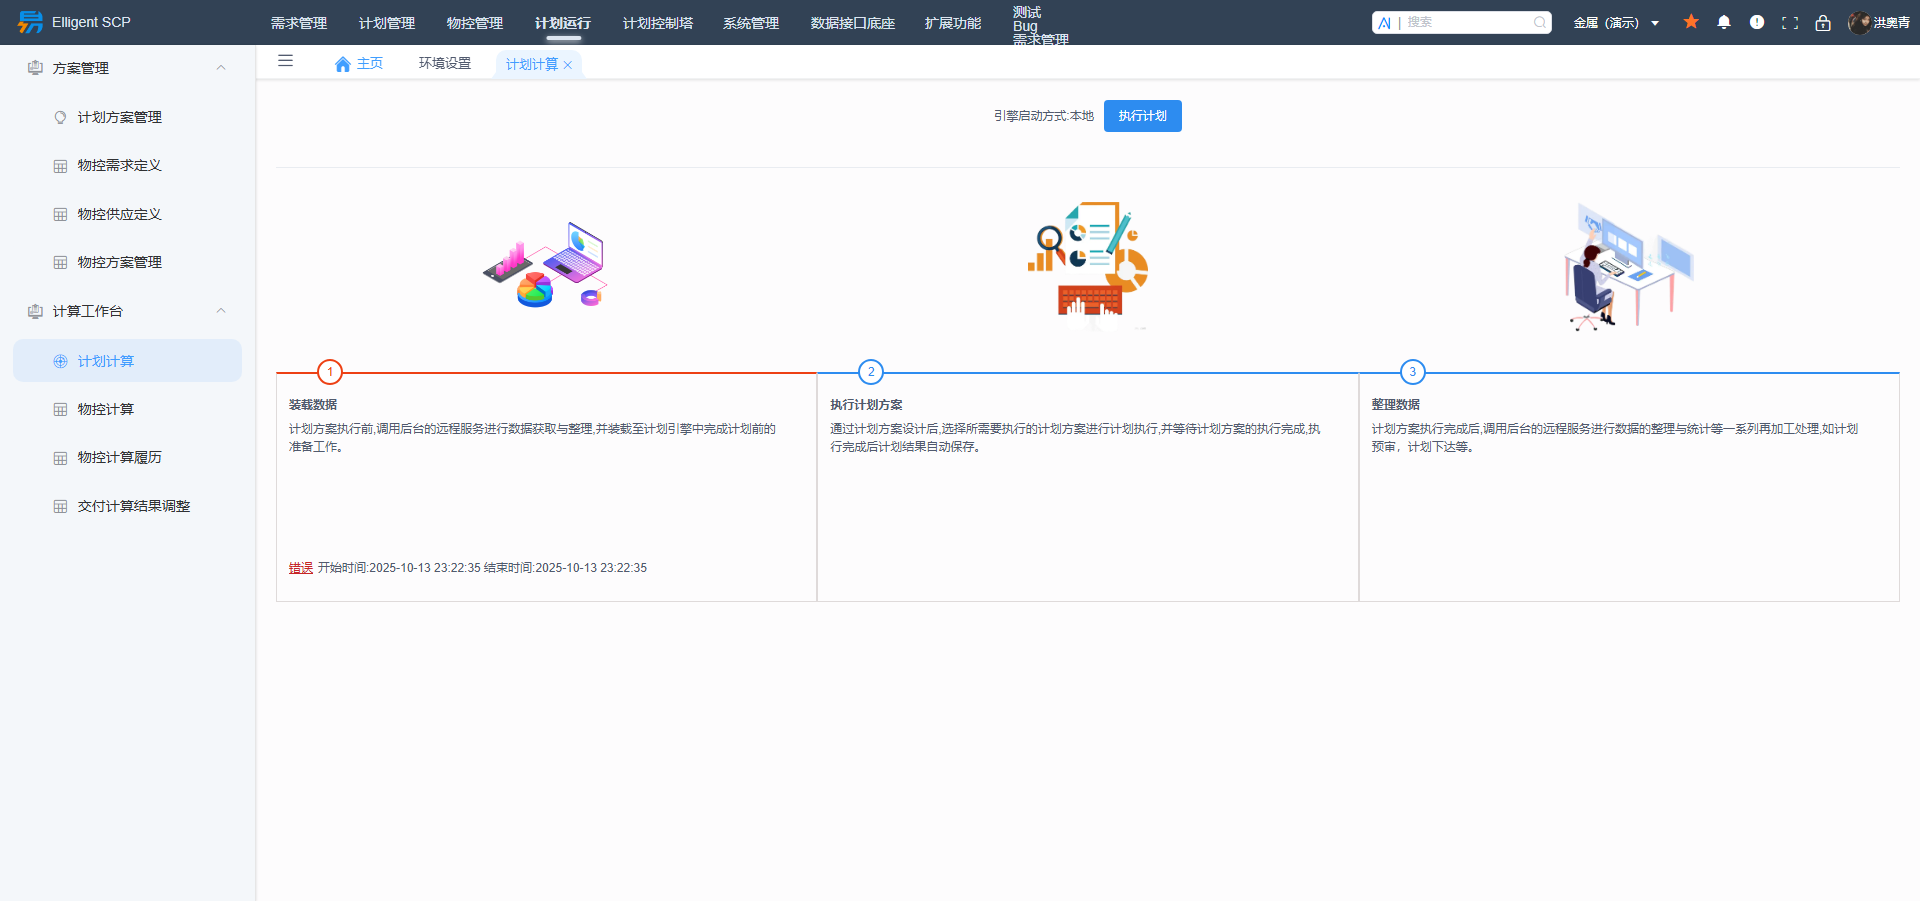 Elligent SCP
需求管理 计划管理 物控管理 计划运行 计划控制塔 系统管理 数据接口底座 扩展功能
测试
Bug
需求管理
搜索
金属（演示）
洪奥青
方案管理
计划方案管理
物控需求定义
物控供应定义
物控方案管理
计算工作台
计划计算
物控计算
物控计算履历
交付计算结果调整
主页 环境设置 计划计算
引擎启动方式:本地 执行计划
1
装载数据
计划方案执行前,调用后台的远程服务进行数据获取与整理,并装载至计划引擎中完成计划前的
准备工作。
错误 开始时间:2025-10-13 23:22:35 结束时间:2025-10-13 23:22:35
2
执行计划方案
通过计划方案设计后,选择所需要执行的计划方案进行计划执行,并等待计划方案的执行完成,执
行完成后计划结果自动保存。
3
整理数据
计划方案执行完成后,调用后台的远程服务进行数据的整理与统计等一系列再加工处理,如计划
预审，计划下达等。